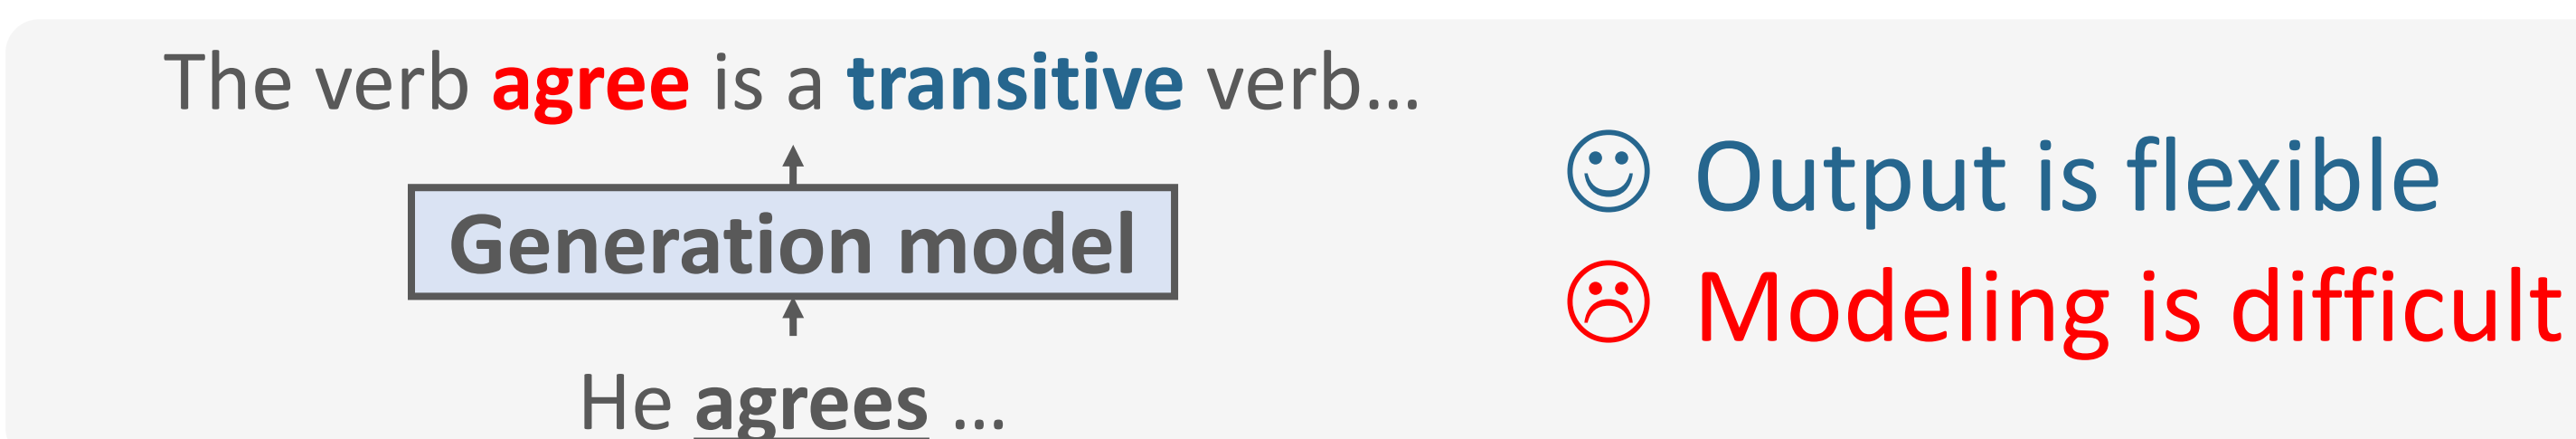 The verb agree is a transitive verb...
Generation model
He agrees ...
Output is flexible
Modeling is difficult